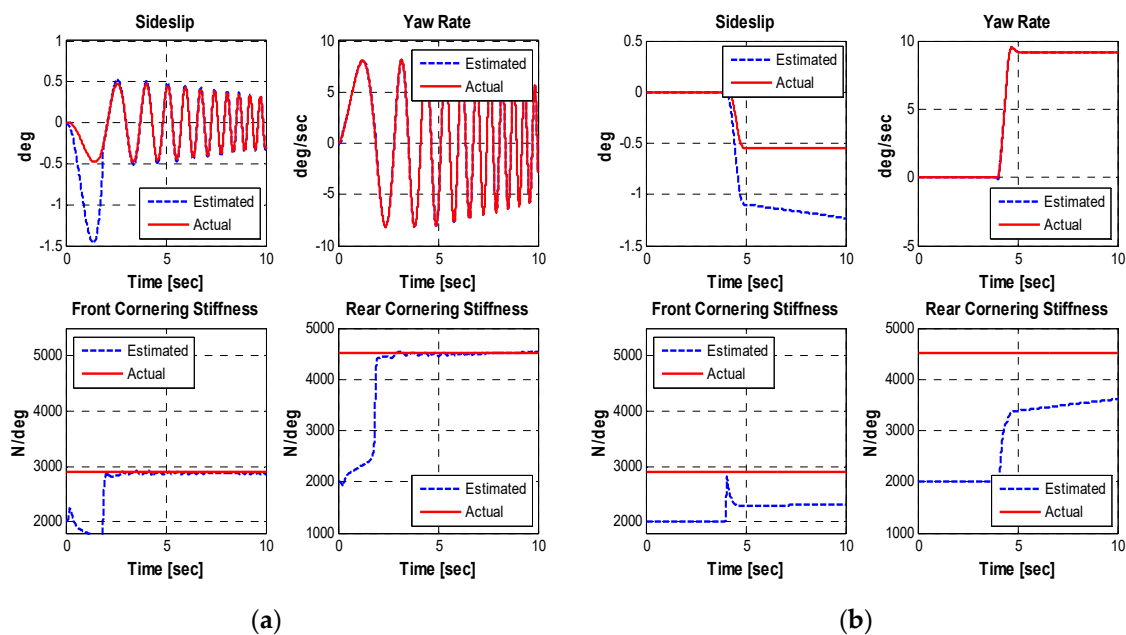 Sideslip
1
0.5
0
-0.5
-1
-1.5
deg
Estimated
Actual
0 5 10
Time [sec]
Yaw Rate
10
5
0
-5
-10
deg/sec
Estimated
Actual
0 5 10
Time [sec]
Front Cornering Stiffness
5000
4000
3000
2000
N/deg
Estimated
Actual
0 5 10
Time [sec]
Rear Cornering Stiffness
5000
4000
3000
2000
1000
N/deg
Estimated
Actual
0 5 10
Time [sec]
(a)
Sideslip
0.5
0
-0.5
-1
-1.5
deg
Estimated
Actual
0 5 10
Time [sec]
Yaw Rate
10
5
0
-5
deg/sec
Estimated
Actual
0 5 10
Time [sec]
Front Cornering Stiffness
5000
4000
3000
2000
N/deg
Estimated
Actual
0 5 10
Time [sec]
Rear Cornering Stiffness
5000
4000
3000
2000
1000
N/deg
Estimated
Actual
0 5 10
Time [sec]
(b)